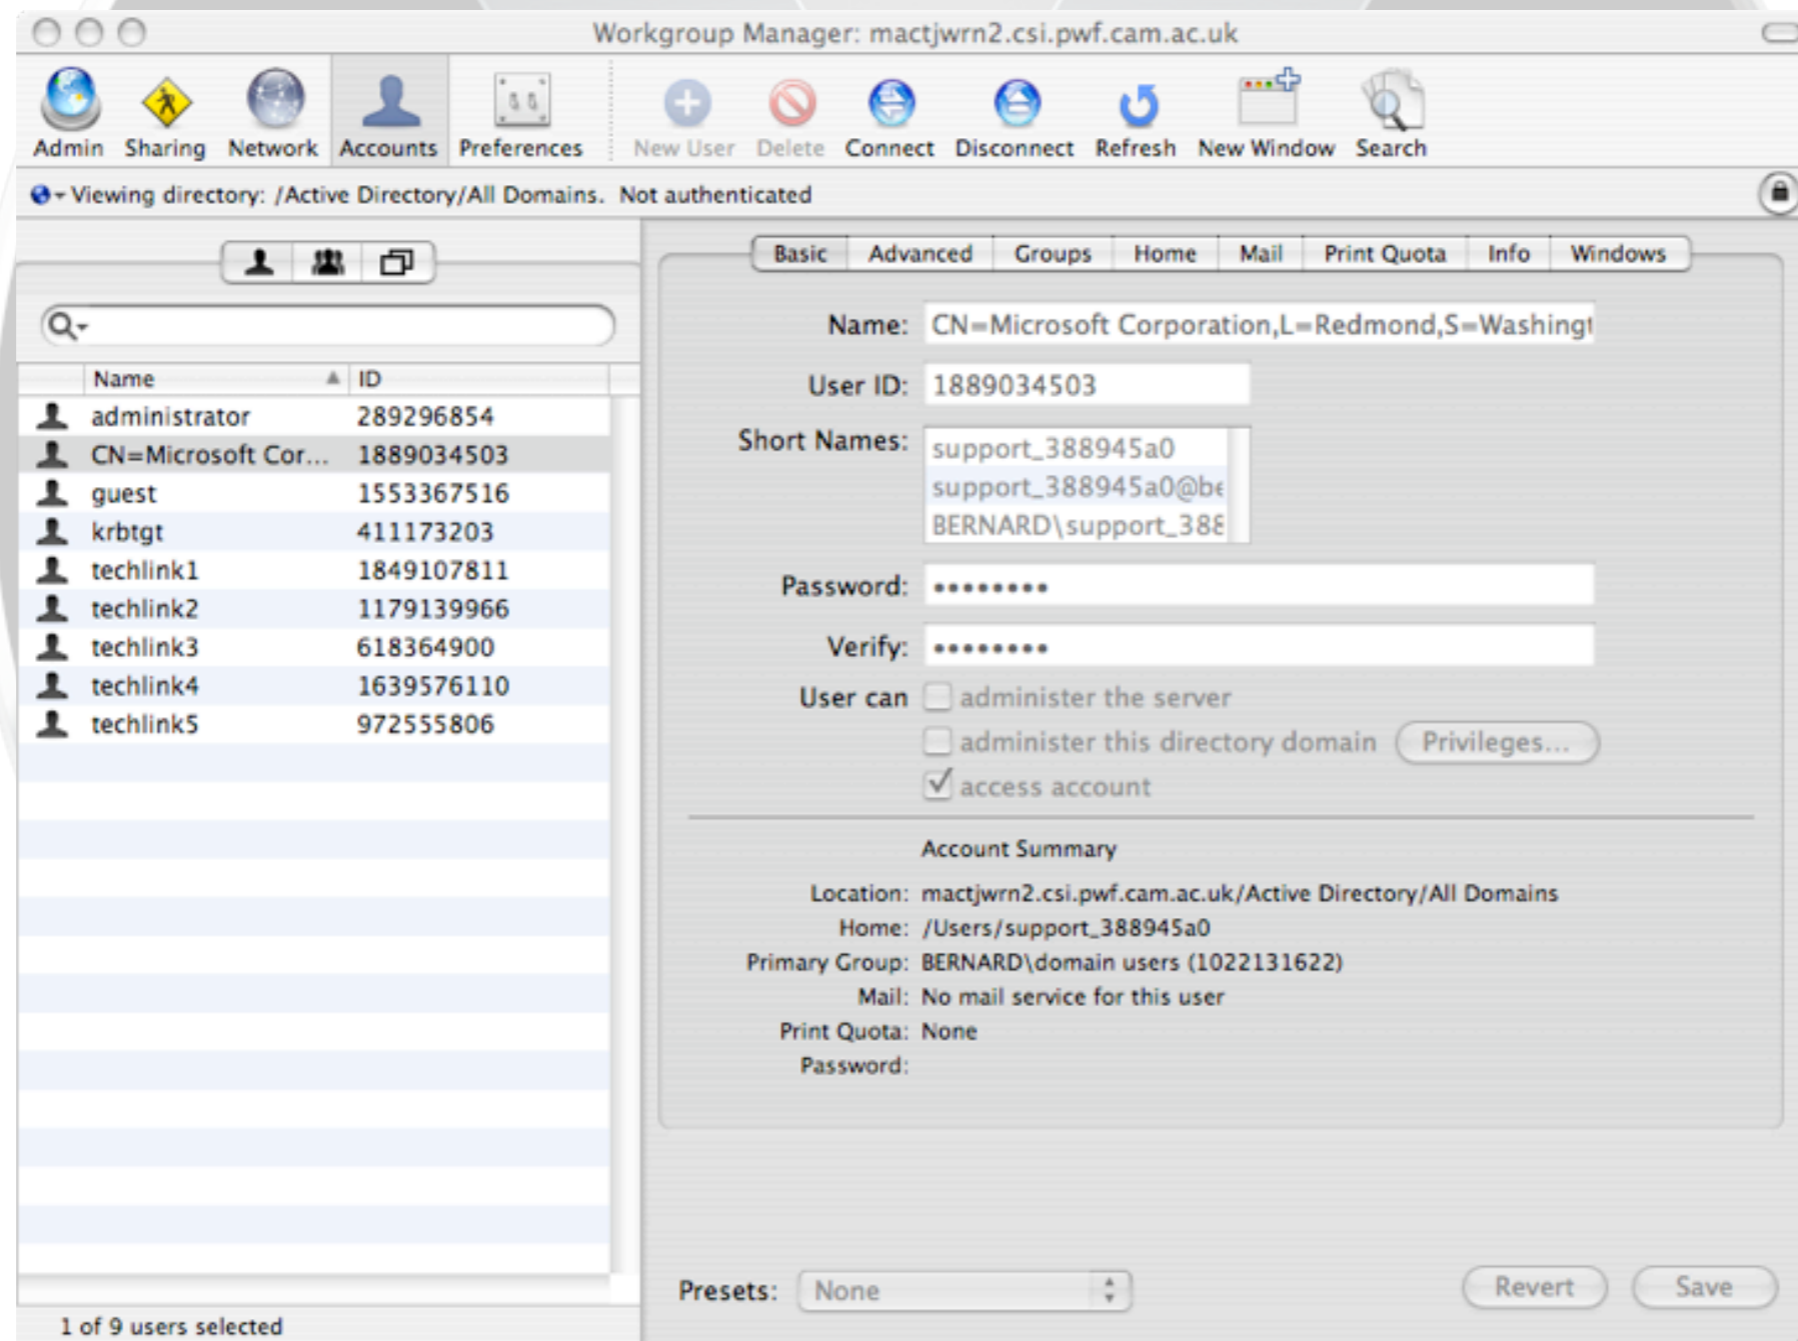 Workgroup Manager: mactjwrn2.csi.pwf.cam.ac.uk
Admin Sharing Network Accounts Preferences New User Delete Connect Disconnect Refresh New Window Search
Viewing directory: /Active Directory/All Domains. Not authenticated
Basic Advanced Groups Home Mail Print Quota Info Windows
Name ID
administrator 289296854
CN=Microsoft Cor... 1889034503
guest 1553367516
krbtgt 411173203
techlink1 1849107811
techlink2 1179139966
techlink3 618364900
techlink4 1639576110
techlink5 972555806
1 of 9 users selected
Name: CN=Microsoft Corporation,L=Redmond,S=Washingt
User ID: 1889034503
Short Names: support_388945a0
support_388945a0@be
BERNARD\support_388
Password: ••••••••
Verify: ••••••••
User can administer the server
administer this directory domain Privileges...
access account
Account Summary
Location: mactjwrn2.csi.pwf.cam.ac.uk/Active Directory/All Domains
Home: /Users/support_388945a0
Primary Group: BERNARD\domain users (1022131622)
Mail: No mail service for this user
Print Quota: None
Password:
Presets: None Revert Save